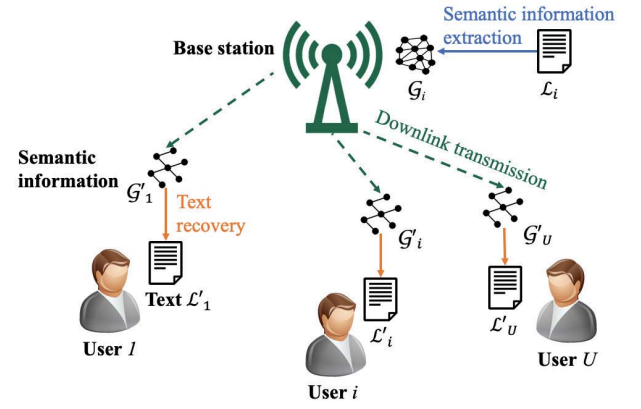 Semantic information
extraction
Base station
𝒢ᵢ
ℒᵢ
Downlink transmission
Semantic
information
𝒢′₁
Text
recovery
𝒢′ᵢ
𝒢′U
Text ℒ′₁
ℒ′ᵢ
ℒ′U
User 1
User i
User U